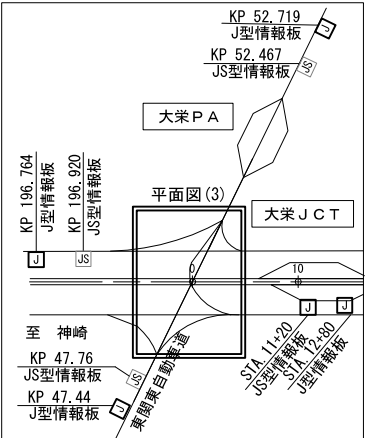 KP 52.719
J型情報板
J
KP 52.467
JS型情報板
JS
大栄PA
KP 196.764
J型情報板
KP 196.920
JS型情報板
平面図(3)
大栄JCT
J
JS
0
10
至 神崎
J
J
STA.11+20
JS型情報板
STA.12+80
J型情報板
KP 47.76
JS型情報板
JS
KP 47.44
J型情報板
J
東関東自動車道